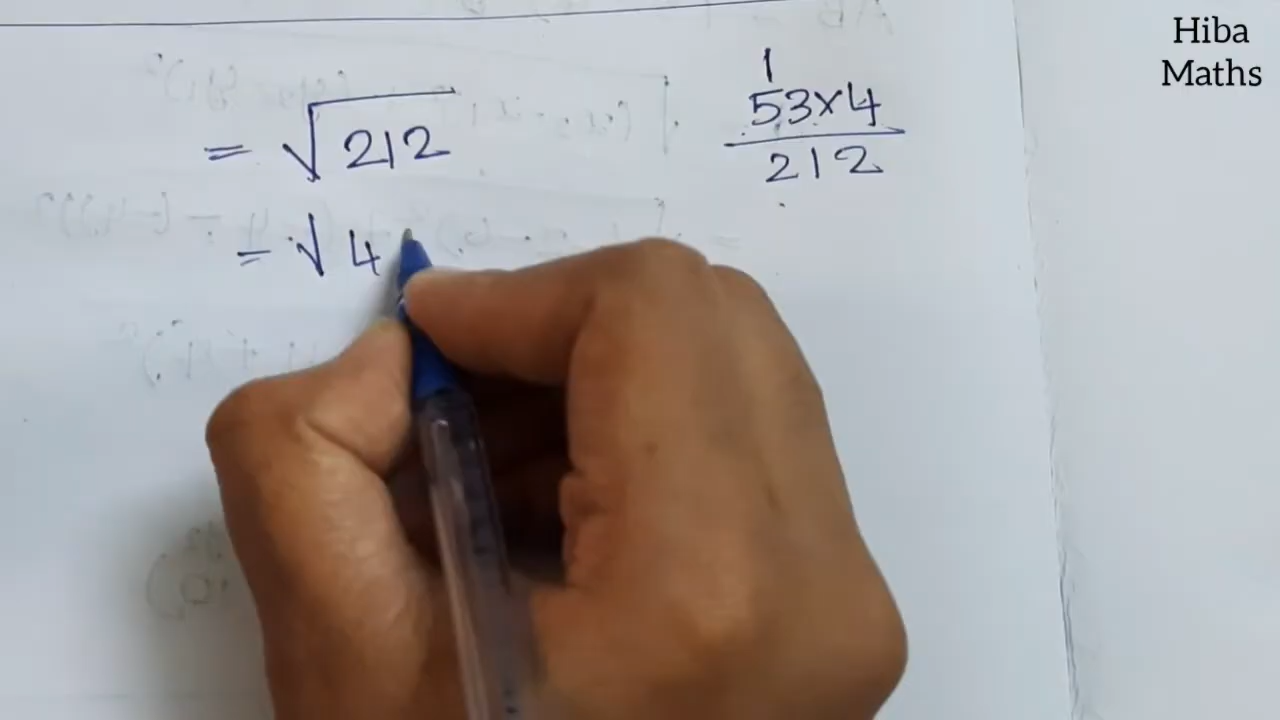 Hiba
Maths
= √212
1
53×4
212
= √4